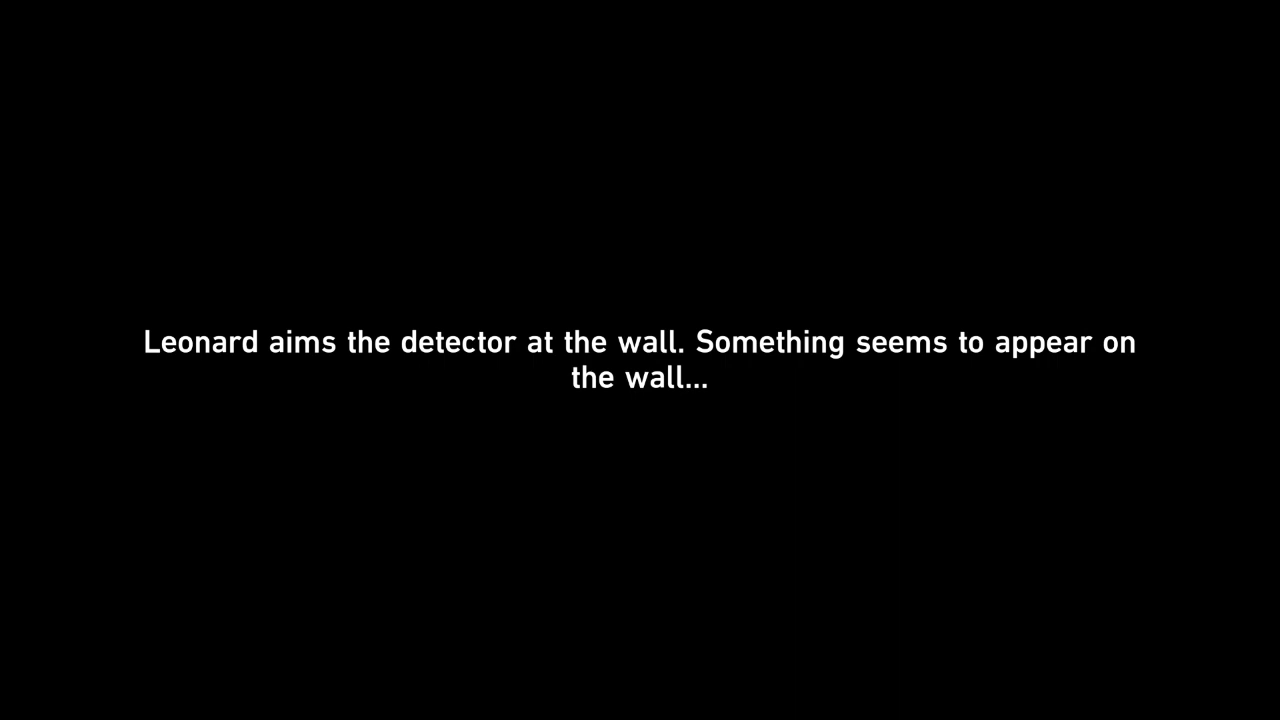 Leonard aims the detector at the wall. Something seems to appear on
the wall...